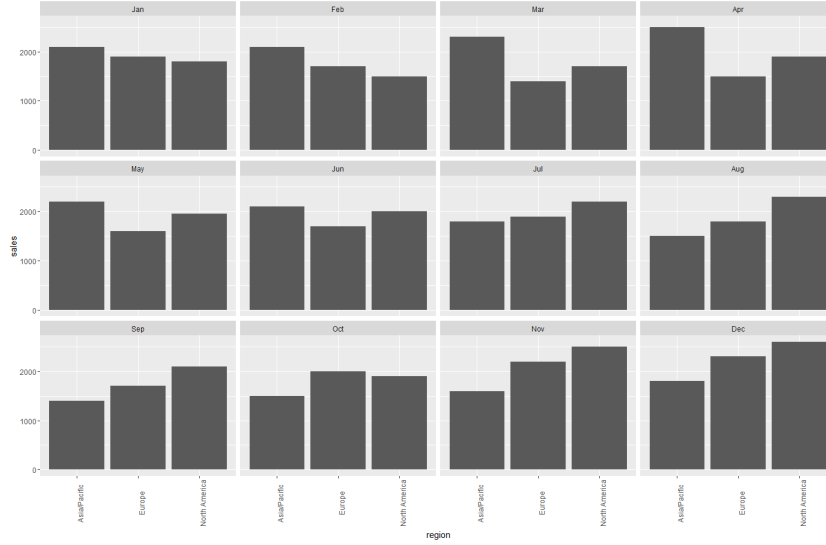 Jan Feb Mar Apr
2000
1000
0
May Jun Jul Aug
2000
1000
0
sales
Sep Oct Nov Dec
2000
1000
0
Asia/Pacific Europe North America Asia/Pacific Europe North America Asia/Pacific Europe North America Asia/Pacific Europe North America
region